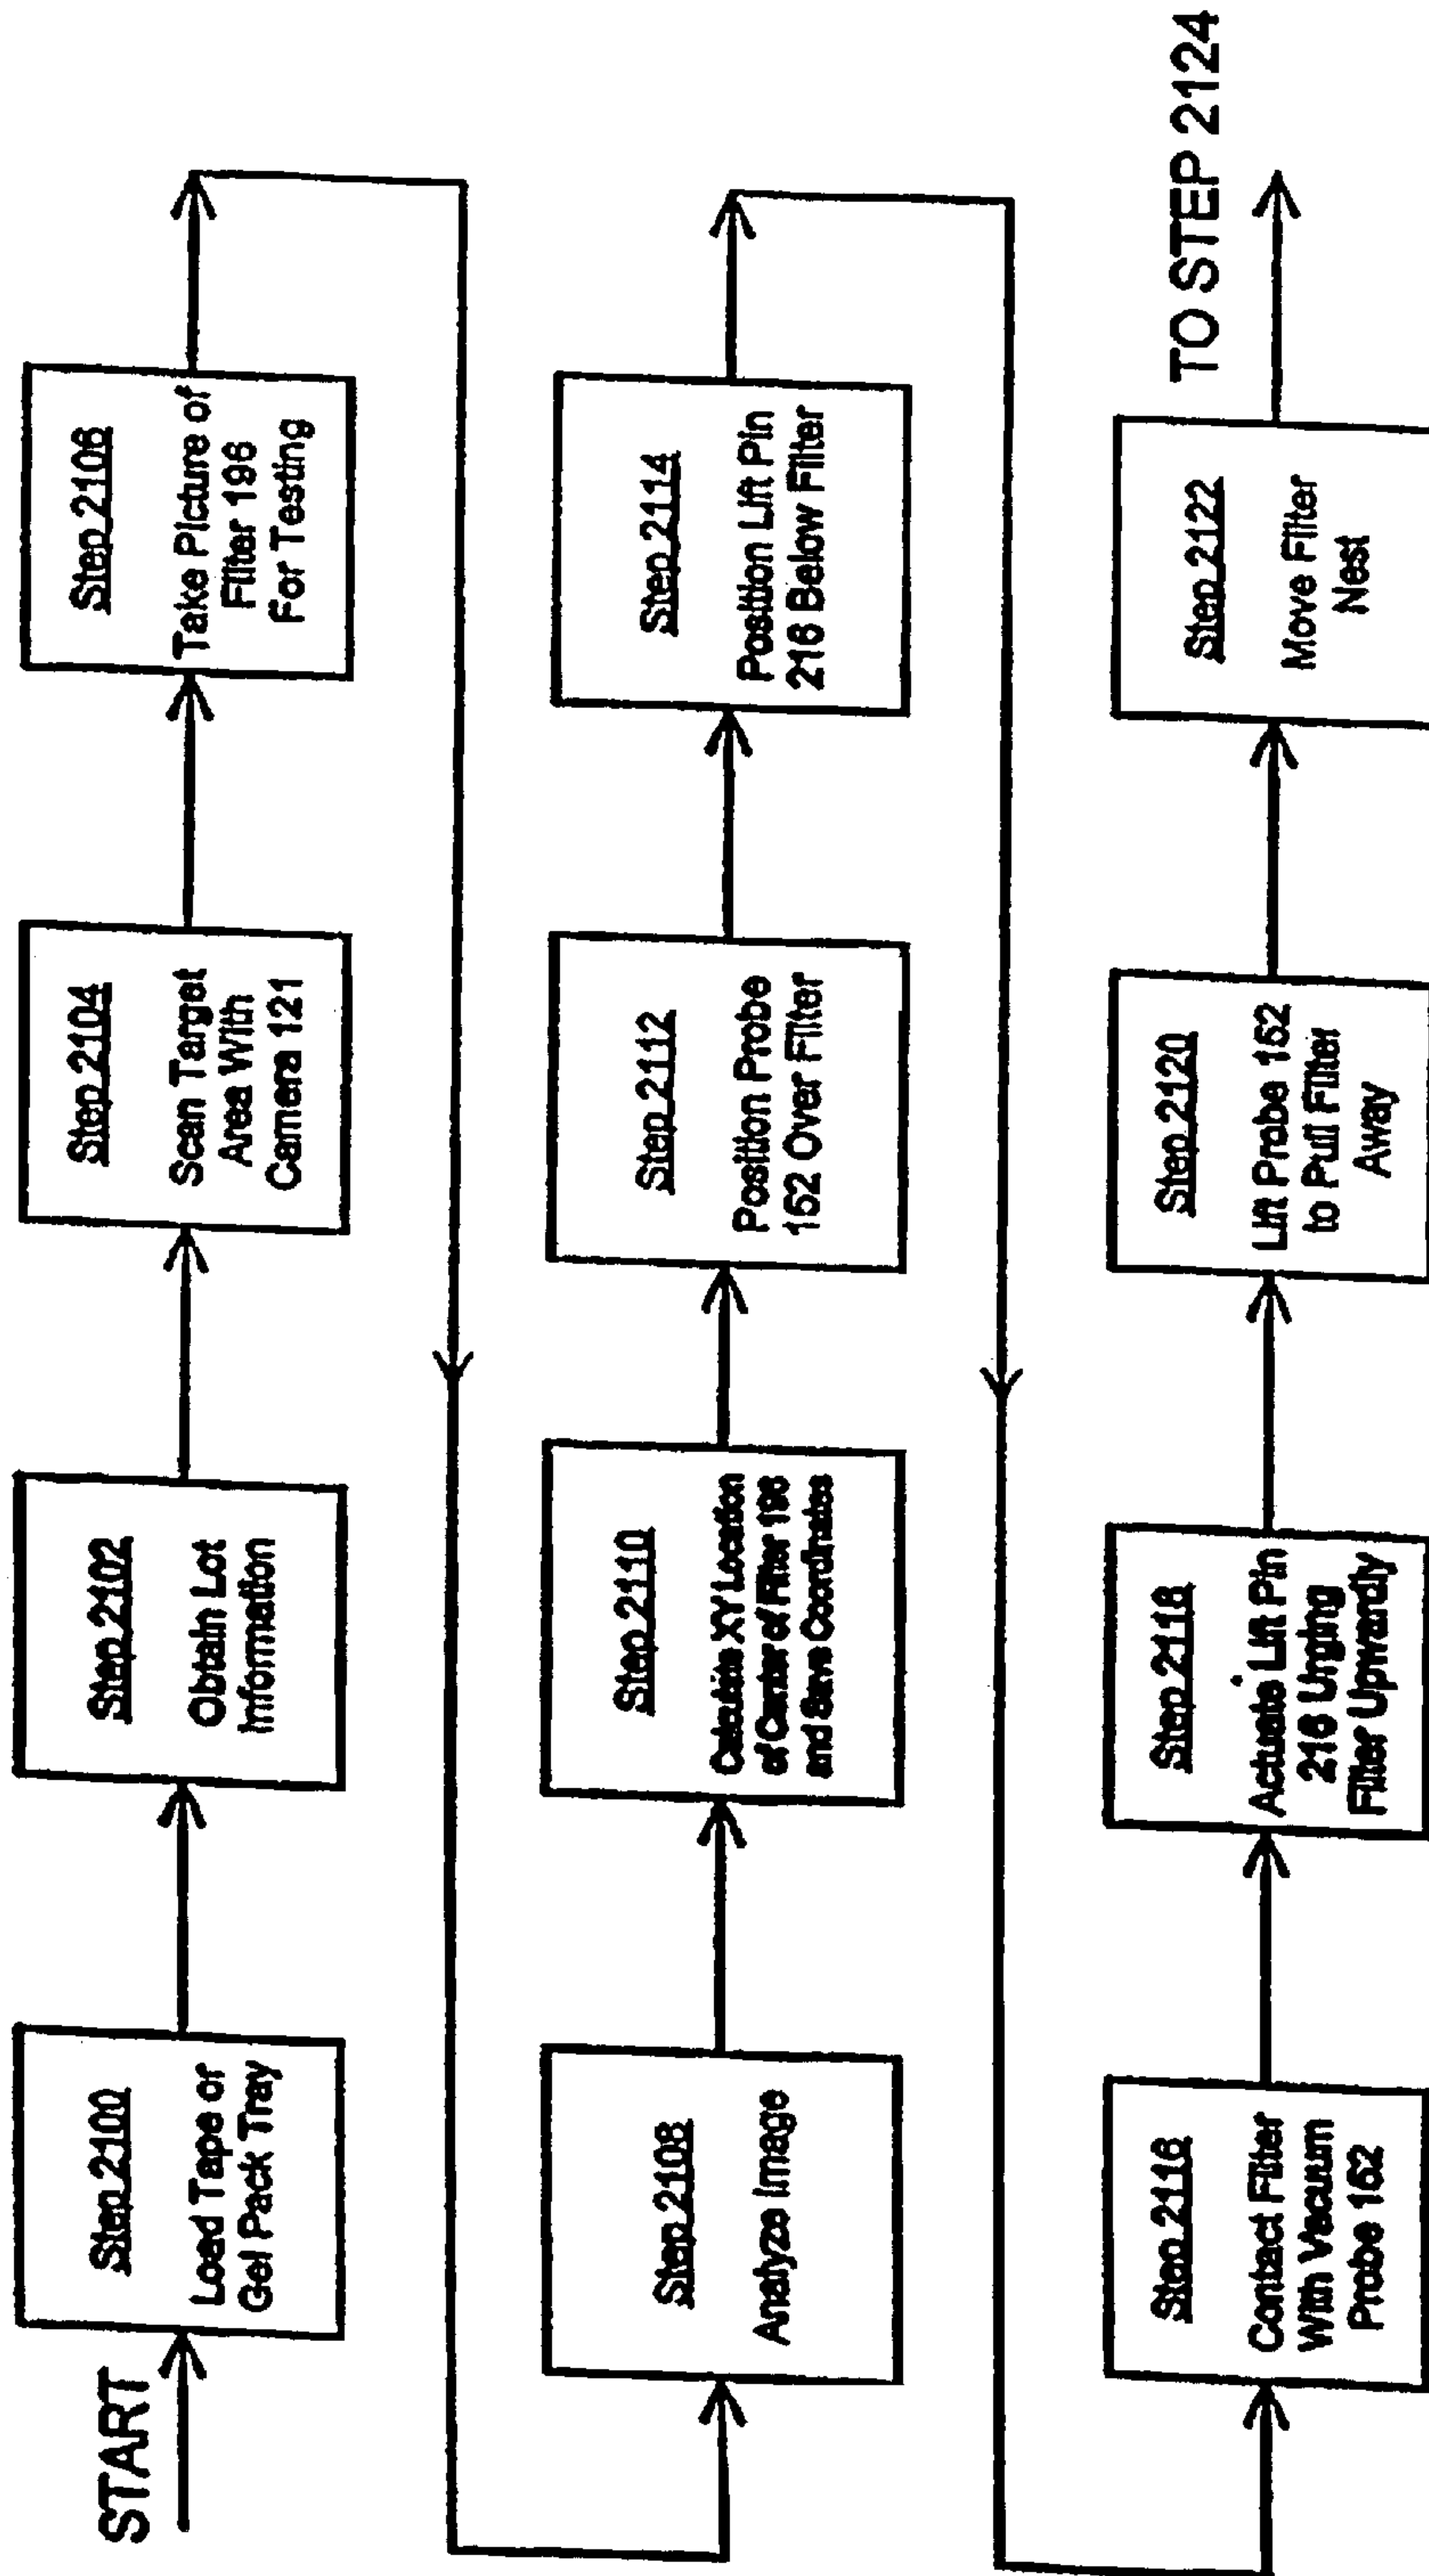 START
Step 2100
Load Tape or
Gel Pack Tray
Step 2102
Obtain Lot
Information
Step 2104
Scan Target
Area With
Camera 121
Step 2106
Take Picture of
Filter 196
For Testing
Step 2108
Analyze Image
Step 2110
Calculate XY Location
of Center of Filter 196
and Save Coordinates
Step 2112
Position Probe
152 Over Filter
Step 2114
Position Lift Pin
216 Below Filter
Step 2116
Contact Filter
With Vacuum
Probe 152
Step 2118
Actuate Lift Pin
216 Urging
Filter Upwardly
Step 2120
Lift Probe 152
to Pull Filter
Away
Step 2122
Move Filter
Nest
TO STEP 2124